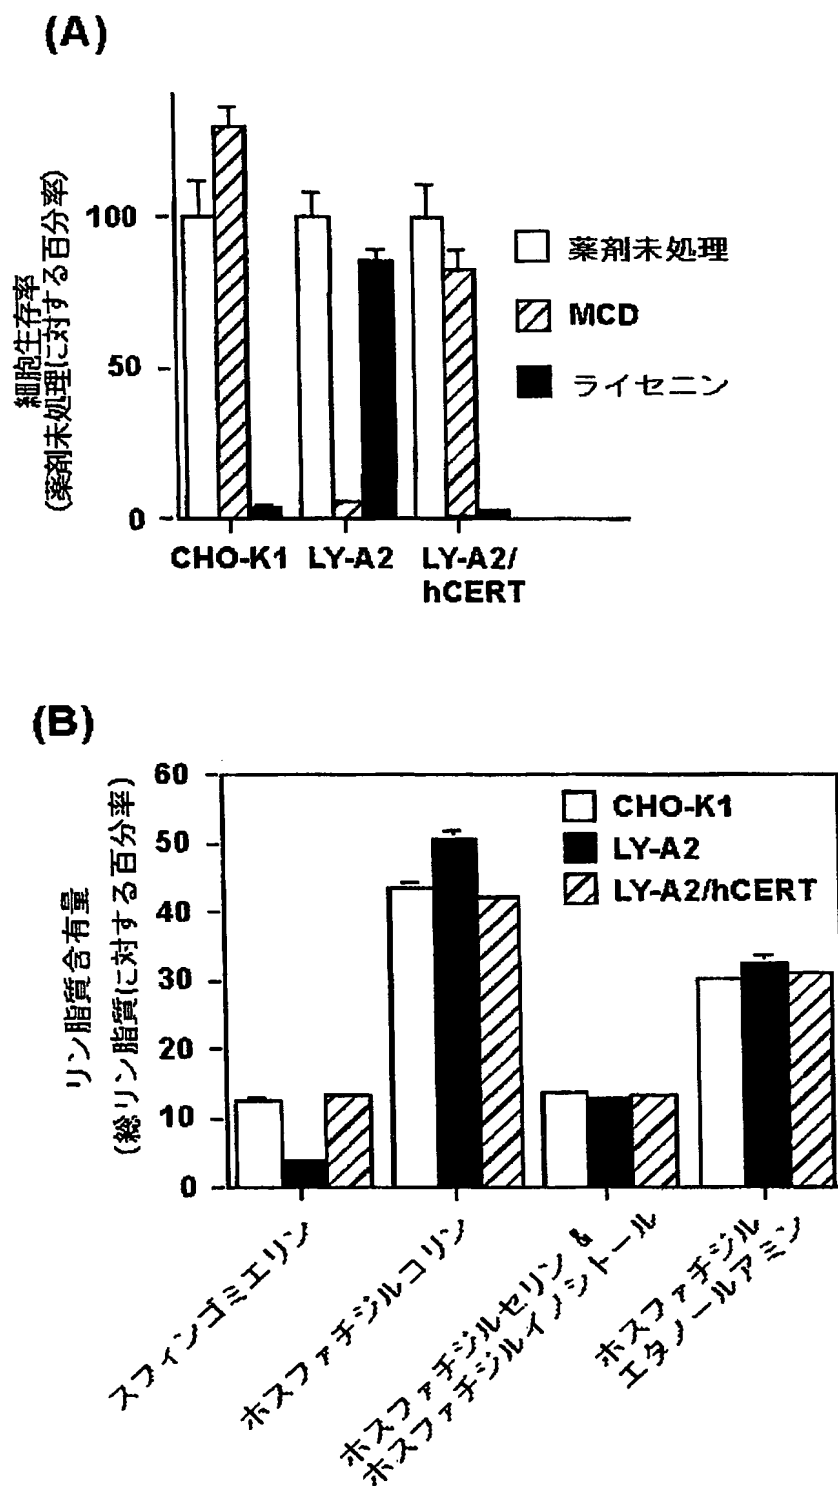 (A)
細胞生存率
(薬剤未処理に対する百分率)
100
50
0
薬剤未処理
MCD
ライセニン
CHO-K1
LY-A2
LY-A2/
hCERT
(B)
リン脂質含有量
(総リン脂質に対する百分率)
60
50
40
30
20
10
0
CHO-K1
LY-A2
LY-A2/hCERT
スフィンゴミエリン
ホスファチジルコリン
ホスファチジルセリン &
ホスファチジルイノシトール
ホスファチジル
エタノールアミン